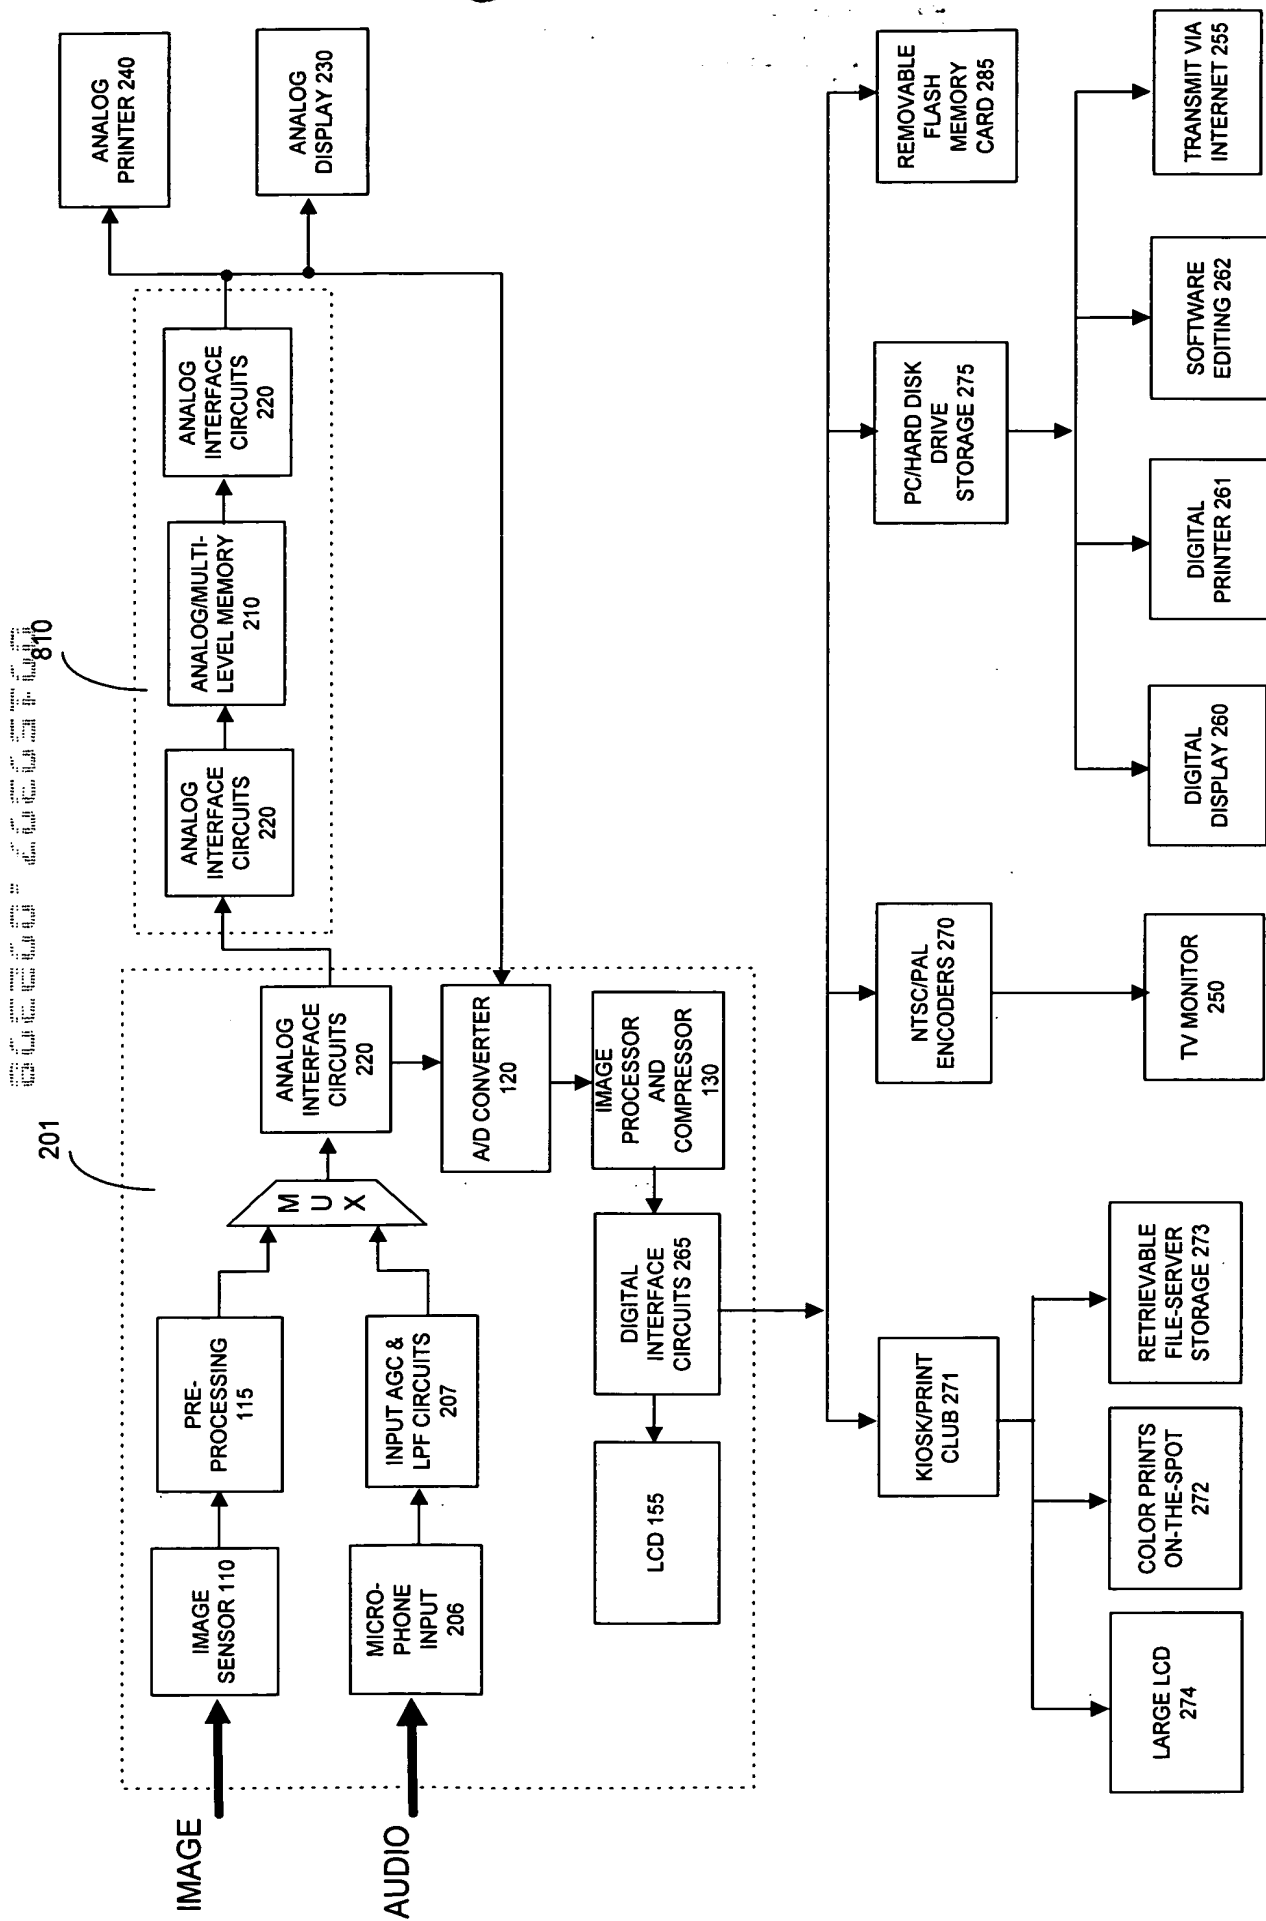 201
810
IMAGE
AUDIO
IMAGE
SENSOR 110
PRE-
PROCESSING
115
MICRO-
PHONE
INPUT
206
INPUT AGC &
LPF CIRCUITS
207
M
U
X
ANALOG
INTERFACE
CIRCUITS
220
ANALOG
INTERFACE
CIRCUITS
220
ANALOG/MULTI-
LEVEL MEMORY
210
ANALOG
INTERFACE
CIRCUITS
220
ANALOG
PRINTER 240
ANALOG
DISPLAY 230
A/D CONVERTER
120
IMAGE
PROCESSOR
AND
COMPRESSOR
130
DIGITAL
INTERFACE
CIRCUITS 265
LCD 155
KIOSK/PRINT
CLUB 271
NTSC/PAL
ENCODERS 270
PC/HARD DISK
DRIVE
STORAGE 275
REMOVABLE
FLASH
MEMORY
CARD 285
LARGE LCD
274
COLOR PRINTS
ON-THE-SPOT
272
RETRIEVABLE
FILE-SERVER
STORAGE 273
TV MONITOR
250
DIGITAL
DISPLAY 260
DIGITAL
PRINTER 261
SOFTWARE
EDITING 262
TRANSMIT VIA
INTERNET 255